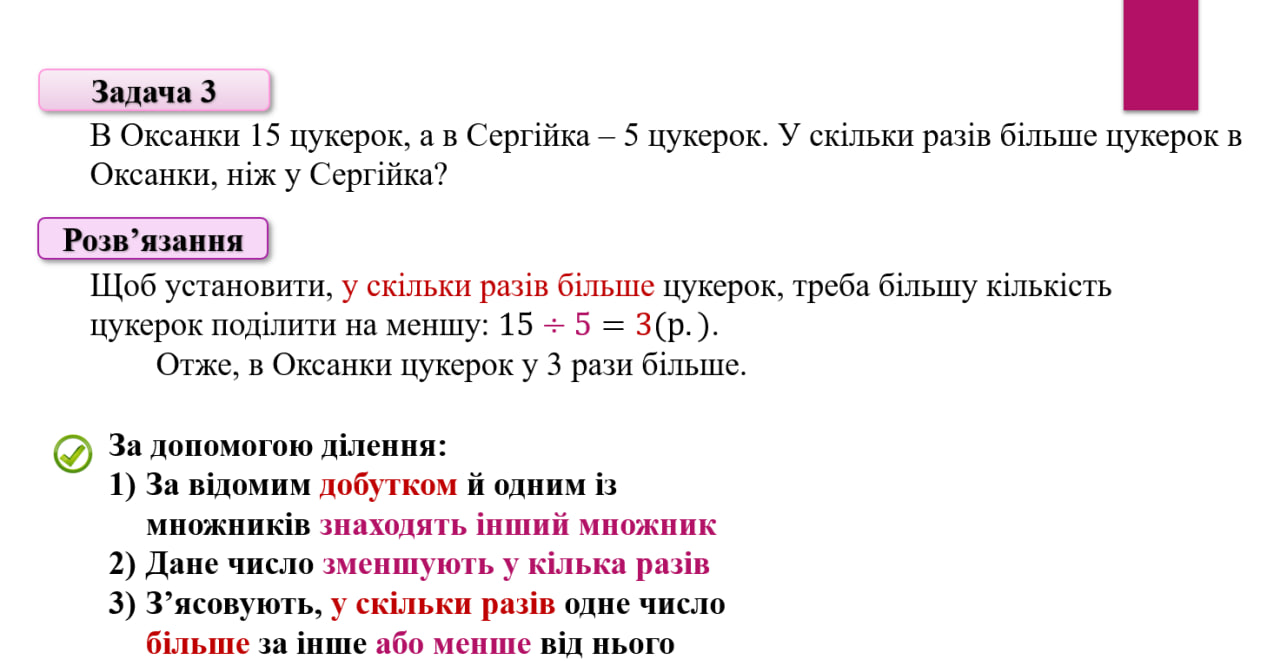 Задача 3
В Оксанки 15 цукерок, а в Сергійка – 5 цукерок. У скільки разів більше цукерок в
Оксанки, ніж у Сергійка?
Розв’язання
Щоб установити, у скільки разів більше цукерок, треба більшу кількість
цукерок поділити на меншу: 15 ÷ 5 = 3(р.).
Отже, в Оксанки цукерок у 3 рази більше.
За допомогою ділення:
1) За відомим добутком й одним із
множників знаходять інший множник
2) Дане число зменшують у кілька разів
3) З’ясовують, у скільки разів одне число
більше за інше або менше від нього